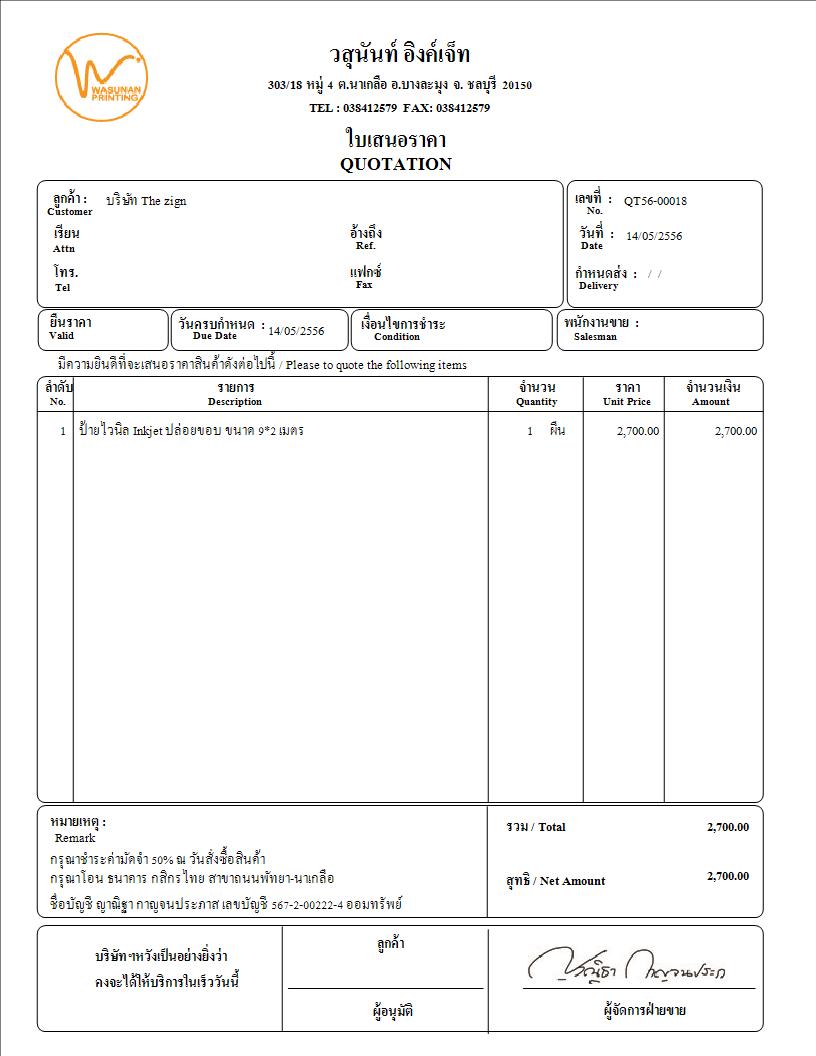 WASUNAN
PRINTING
วสุนันท์ อิงค์เจ็ท
303/18 หมู่ 4 ต.นาเกลือ อ.บางละมุง จ. ชลบุรี 20150
TEL : 038412579 FAX: 038412579
ใบเสนอราคา
QUOTATION
ลูกค้า : บริษัท The zign
Customer
เรียน อ้างถึง
Attn Ref.
โทร. แฟกซ์
Tel Fax
เลขที่ : QT56-00018
No.
วันที่ : 14/05/2556
Date
กำหนดส่ง : / /
Delivery
ยืนราคา
Valid
วันครบกำหนด : 14/05/2556
Due Date
เงื่อนไขการชำระ
Condition
พนักงานขาย :
Salesman
มีความยินดีที่จะเสนอราคาสินค้าดังต่อไปนี้ / Please to quote the following items
ลำดับ รายการ จำนวน ราคา จำนวนเงิน
No. Description Quantity Unit Price Amount
1 ป้ายไวนิล Inkjet ปล่อยขอบ ขนาด 9*2 เมตร 1 ผืน 2,700.00 2,700.00
หมายเหตุ :
Remark
กรุณาชำระค่ามัดจำ 50% ณ วันสั่งซื้อสินค้า
กรุณาโอน ธนาคาร กสิกรไทย สาขาถนนพัทยา-นาเกลือ
ชื่อบัญชี ญาณิฐา กาญจนประภาส เลขบัญชี 567-2-00222-4 ออมทรัพย์
รวม / Total 2,700.00
สุทธิ / Net Amount 2,700.00
บริษัทฯหวังเป็นอย่างยิ่งว่า
คงจะได้ให้บริการในเร็ววันนี้
ลูกค้า
ผู้อนุมัติ
ผู้จัดการฝ่ายขาย